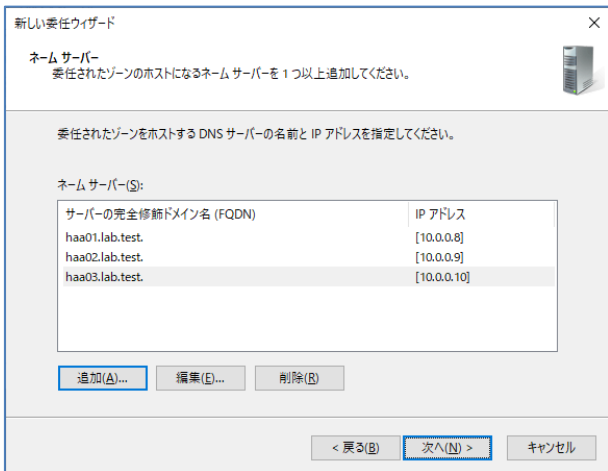 新しい委任ウィザード
ネーム サーバー
委任されたゾーンのホストになるネーム サーバーを 1 つ以上追加してください。
委任されたゾーンをホストする DNS サーバーの名前と IP アドレスを指定してください。
ネーム サーバー(S):
サーバーの完全修飾ドメイン名 (FQDN) IP アドレス
haa01.lab.test. [10.0.0.8]
haa02.lab.test. [10.0.0.9]
haa03.lab.test. [10.0.0.10]
追加(A)... 編集(E)... 削除(R)
< 戻る(B) 次へ(N) > キャンセル